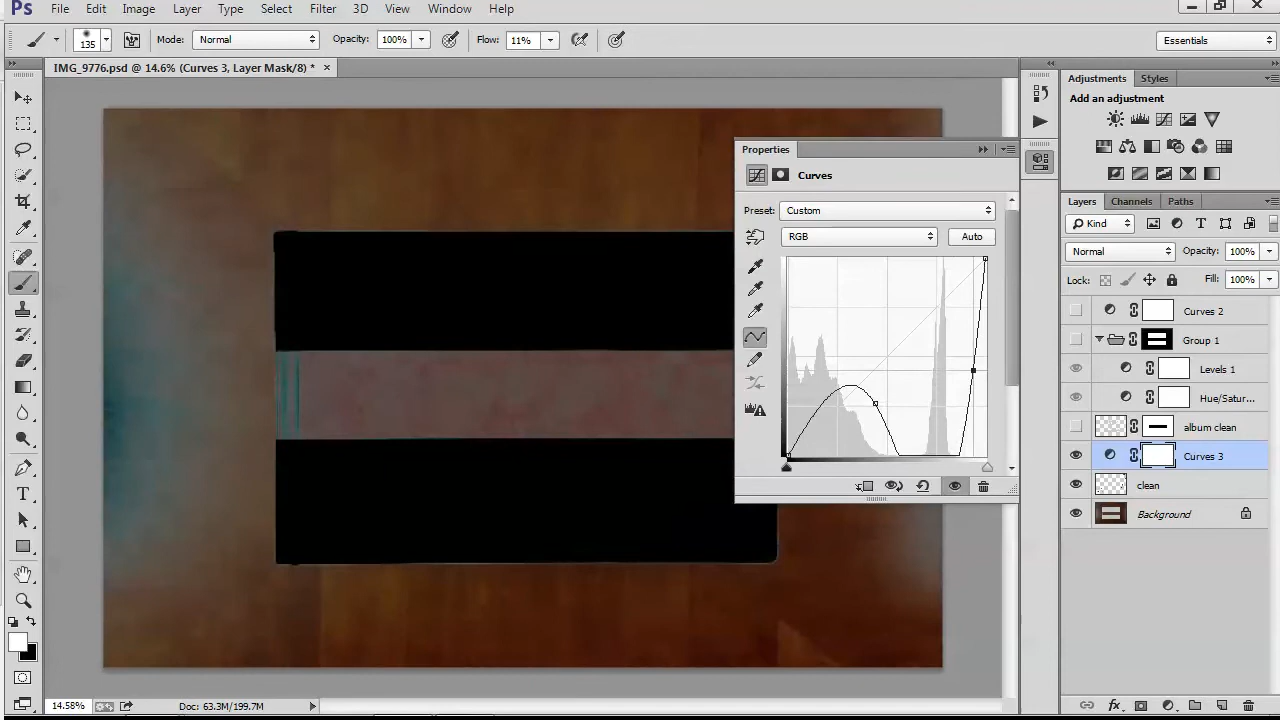 Ps File Edit Image Layer Type Select Filter 3D View Window Help
135 Mode: Normal Opacity: 100% Flow: 11% Essentials
IMG_9776.psd @ 14.6% (Curves 3, Layer Mask/8) * ×
Adjustments Styles
Add an adjustment
Properties
Curves
Preset: Custom
RGB Auto
Layers Channels Paths
Kind T
Normal Opacity: 100%
Lock: Fill: 100%
Curves 2
Group 1
Levels 1
Hue/Satur...
album clean
Curves 3
clean
Background
14.58% Doc: 63.3M/199.7M
fx